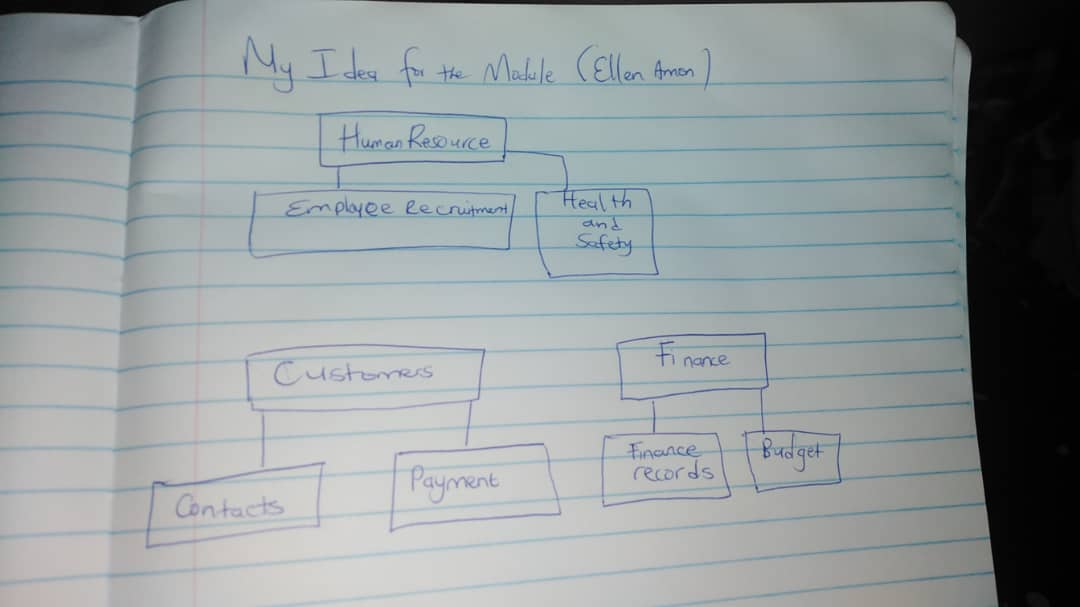 My Idea for the Module (Ellen Amon)
Human Resource
Employee Recruitment
Health
and
Safety
Customers
Finance
Contacts
Payment
Finance
records
Budget